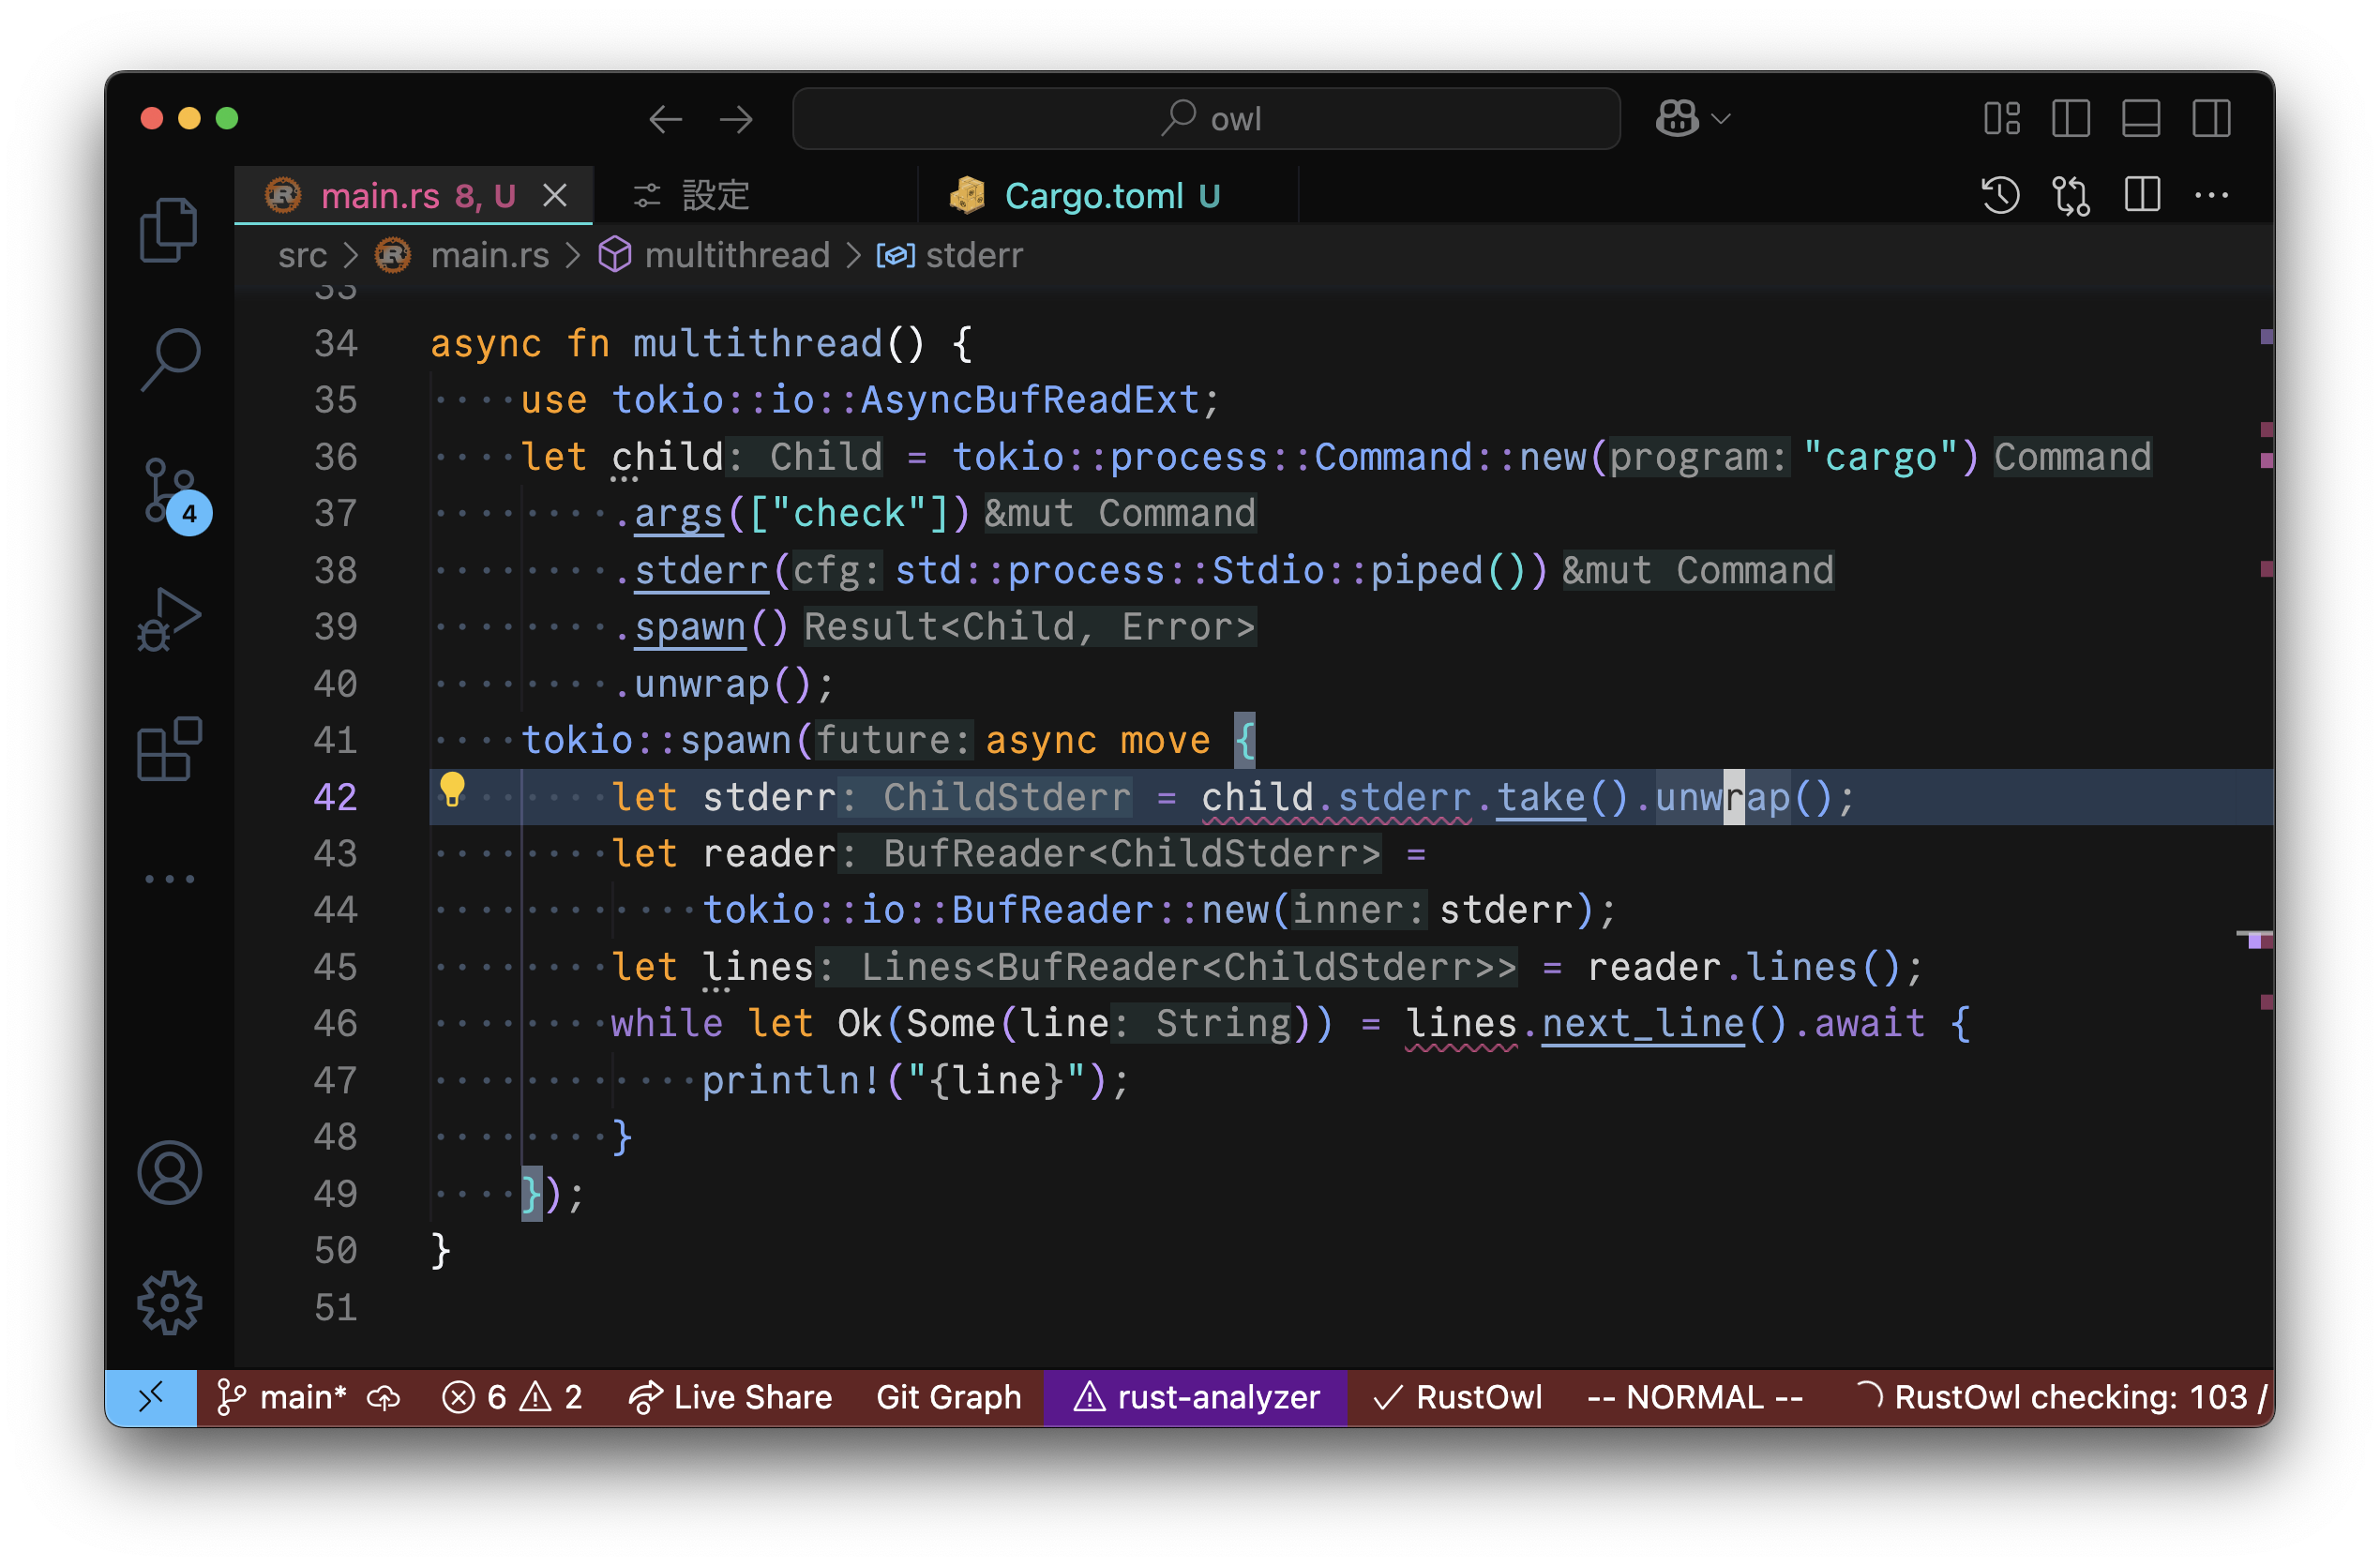 owl
main.rs 8, U
設定
Cargo.toml U
src > main.rs > multithread > stderr
33
34 async fn multithread() {
35 ····use tokio::io::AsyncBufReadExt;
36 ····let child: Child = tokio::process::Command::new(program: "cargo") Command
37 ········.args(["check"]) &mut Command
38 ········.stderr(cfg: std::process::Stdio::piped()) &mut Command
39 ········.spawn() Result<Child, Error>
40 ········.unwrap();
41 ····tokio::spawn(future: async move {
42 ········let stderr: ChildStderr = child.stderr.take().unwrap();
43 ········let reader: BufReader<ChildStderr> =
44 ············tokio::io::BufReader::new(inner: stderr);
45 ········let lines: Lines<BufReader<ChildStderr>> = reader.lines();
46 ········while let Ok(Some(line: String)) = lines.next_line().await {
47 ············println!("{line}");
48 ········}
49 ····});
50 }
51
4
main* 6 2 Live Share Git Graph rust-analyzer RustOwl -- NORMAL -- RustOwl checking: 103 /